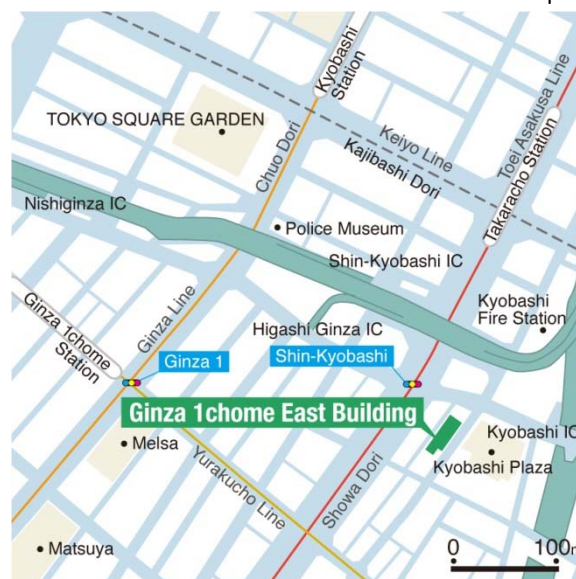 Kyobashi
Station
TOKYO SQUARE GARDEN
Chuo Dori
Keiyo Line
Kajibashi Dori
Toei Asakusa Line
Takaracho Station
Nishiginza IC
Police Museum
Shin-Kyobashi IC
Kyobashi
Fire Station
Ginza Line
Higashi Ginza IC
Ginza 1chome
Station
Ginza 1
Shin-Kyobashi
Ginza 1chome East Building
Melsa
Kyobashi IC
Kyobashi Plaza
Yurakucho Line
Showa Dori
Matsuya
0
100m